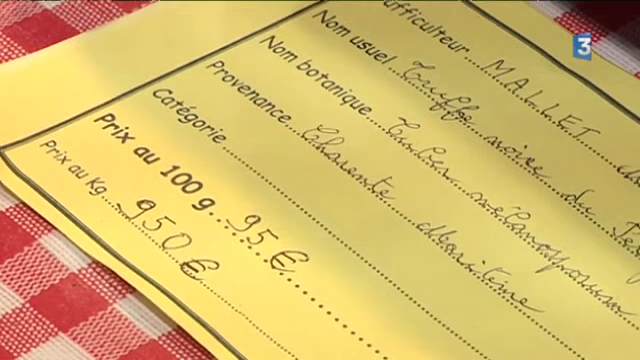 3
ufficulteur MALLET
Nom usuel Truffe noire du
Nom botanique Tuber melanosporum
Provenance Charente Maritime
Catégorie
Prix au 100 g 95€
Prix au Kg 950€